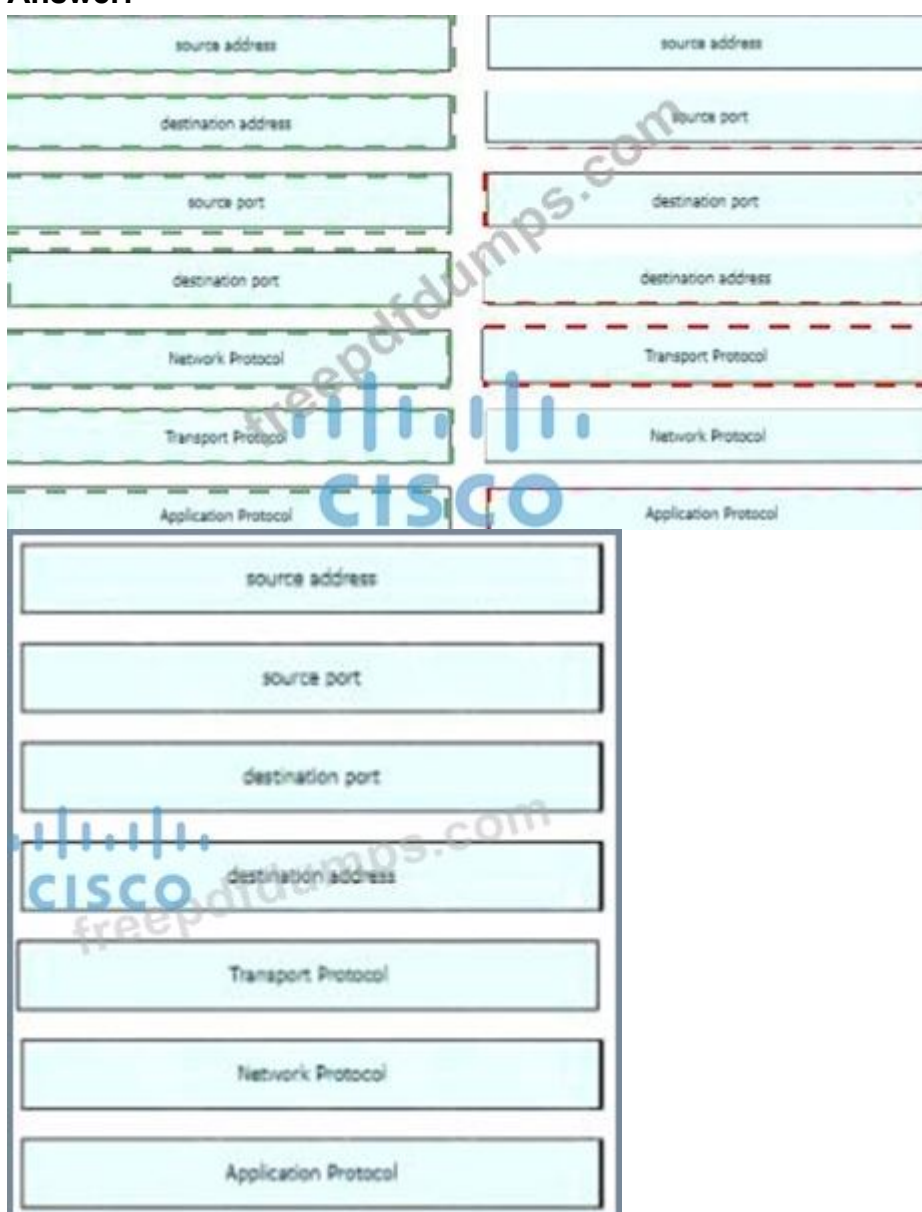 source address source address
destination address source port
source port destination port
destination port destination address
Network Protocol Transport Protocol
Transport Protocol Network Protocol
Application Protocol Application Protocol
freepdfdumps.com
CISCO
source address
source port
destination port
destination address
Transport Protocol
Network Protocol
Application Protocol
CISCO
freepdfdumps.com